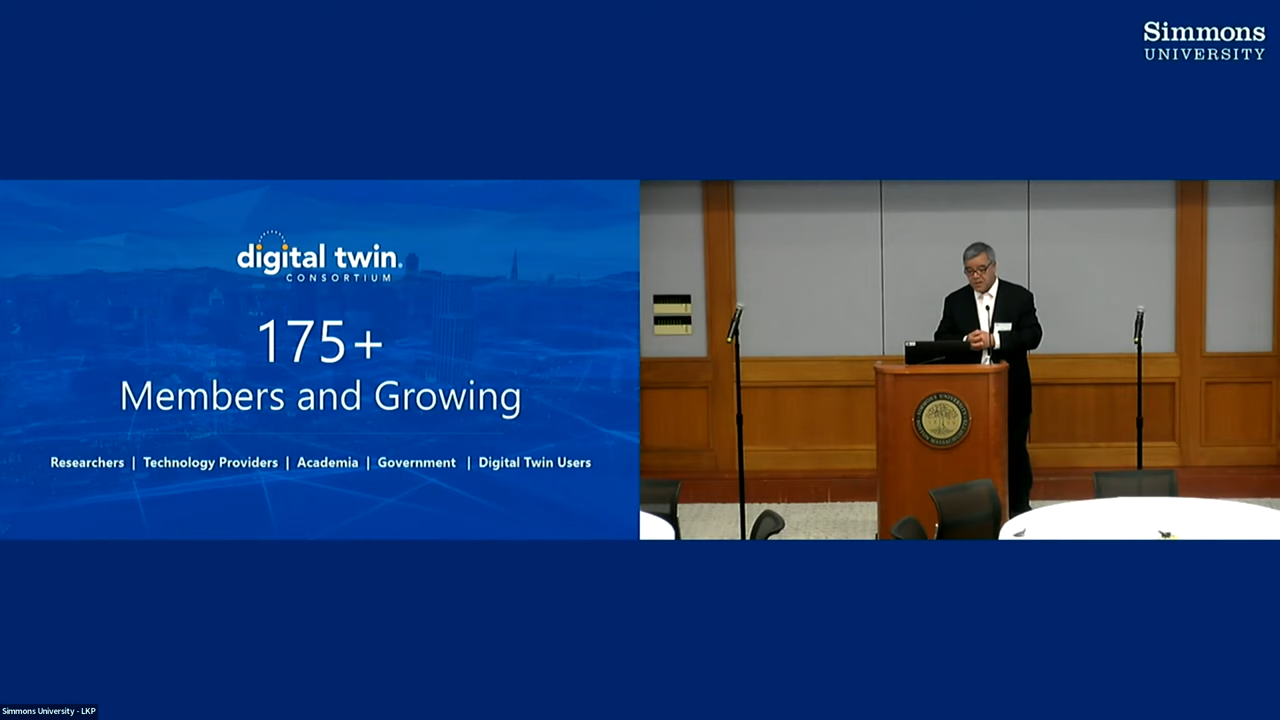 Simmons
UNIVERSITY
digital twin.
CONSORTIUM
175+
Members and Growing
Researchers | Technology Providers | Academia | Government | Digital Twin Users
Simmons University - LKP